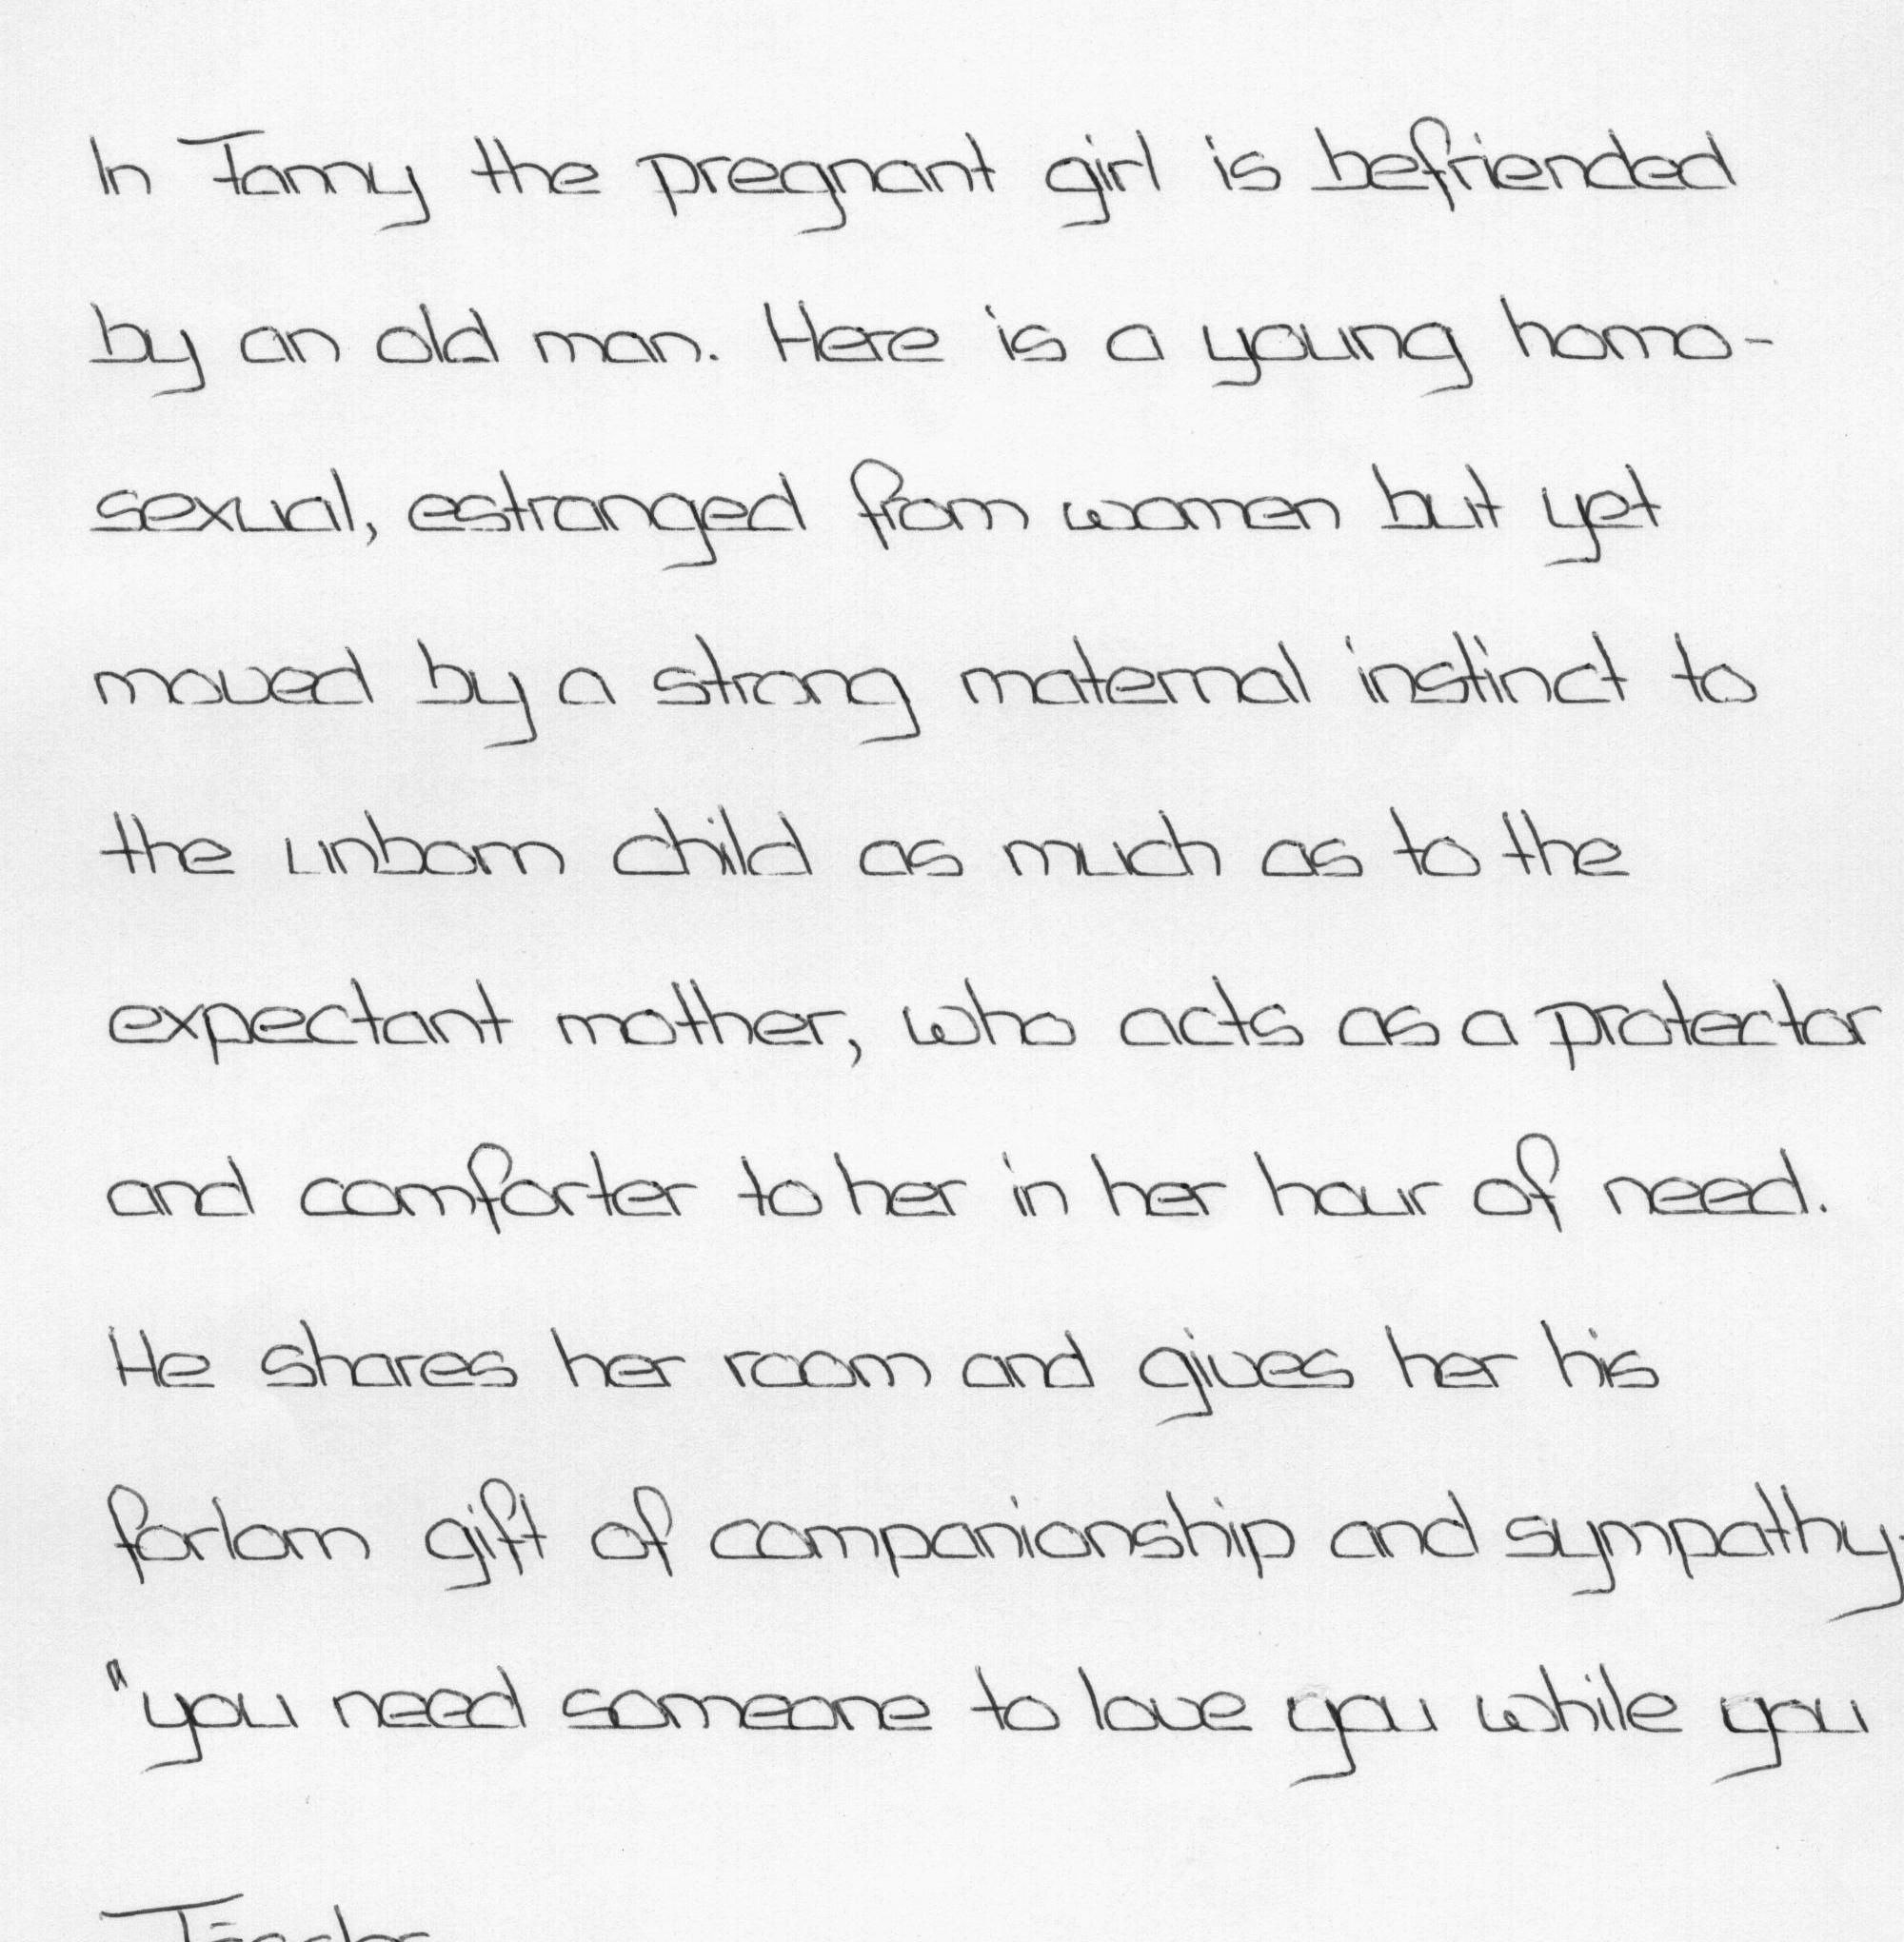 In Fanny the pregnant girl is befriended
by an old man. Here is a young homo-
sexual, estranged from women but yet
moved by a strong maternal instinct to
the unborn child as much as to the
expectant mother, who acts as a protector
and comforter to her in her hour of need.
He shares her room and gives her his
forlorn gift of companionship and sympathy.
"you need someone to love you while you